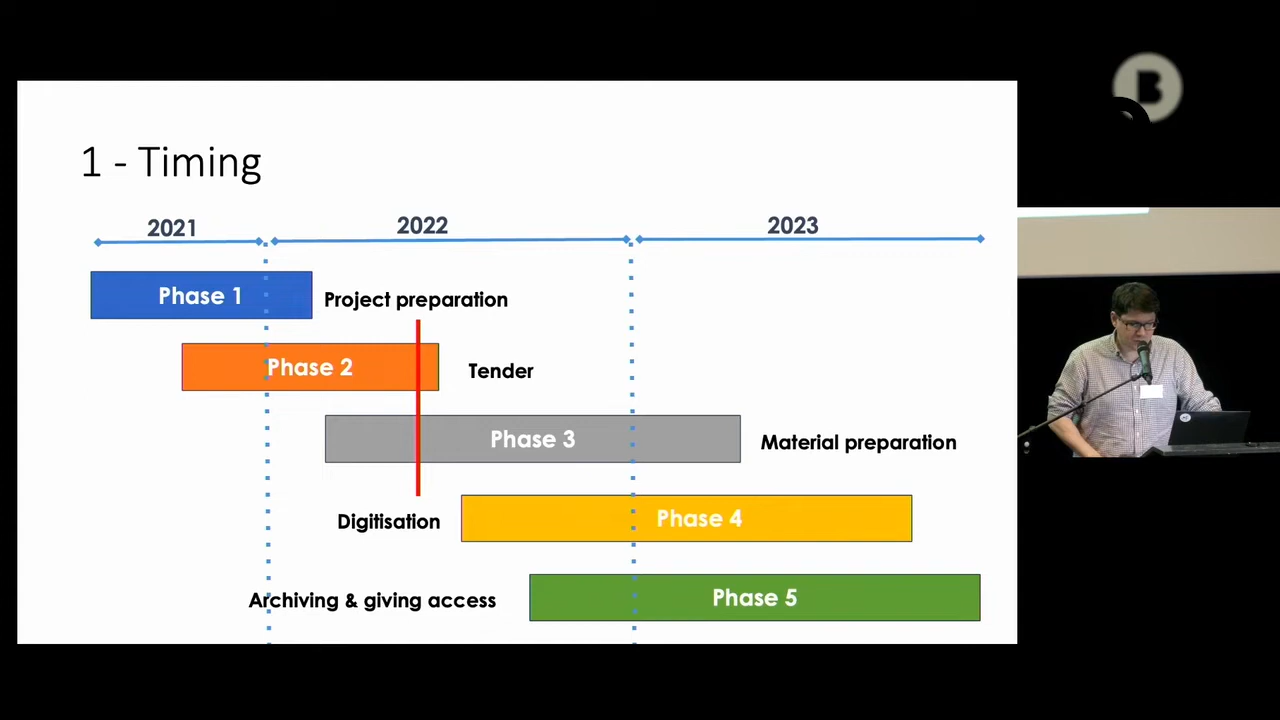 B
1 - Timing
2021
2022
2023
Phase 1
Project preparation
Phase 2
Tender
Phase 3
Material preparation
Digitisation
Phase 4
Archiving & giving access
Phase 5